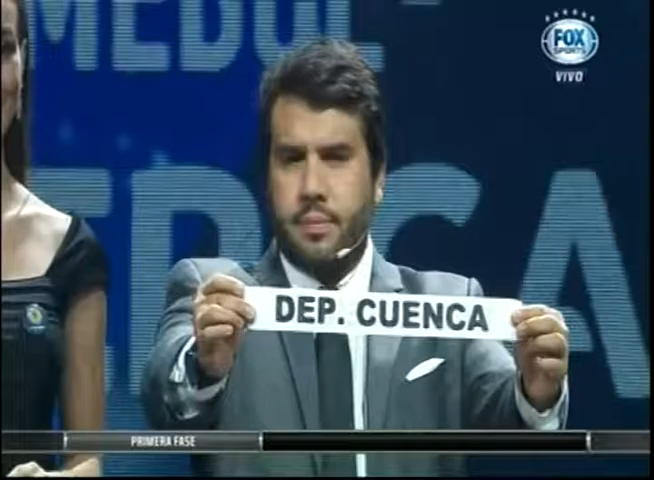 FOX
SPORTS
VIVO
DEP. CUENCA
PRIMERA FASE